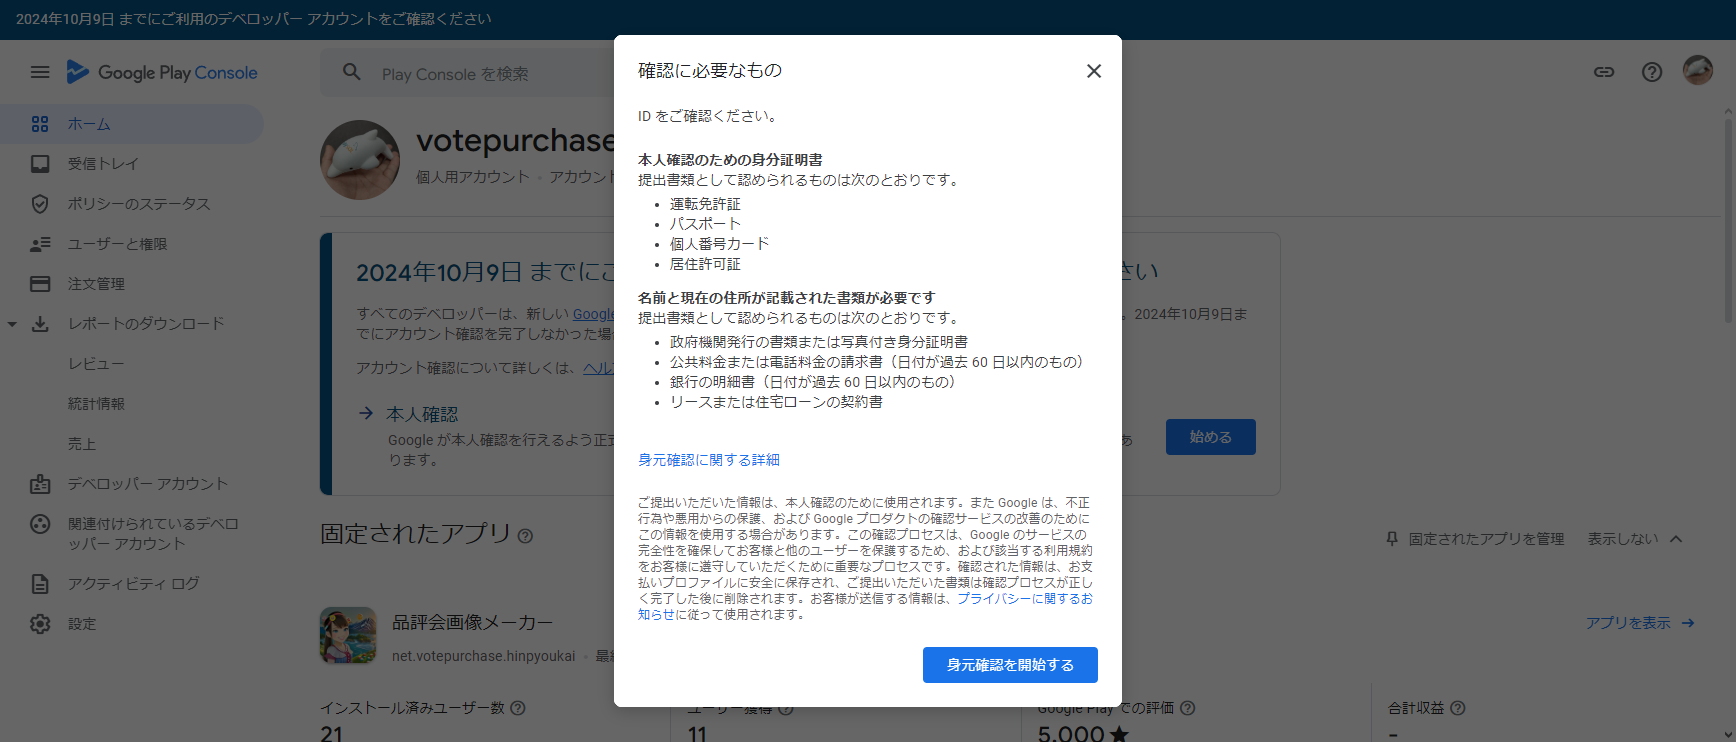 2024年10月9日 までにご利用のデベロッパー アカウントをご確認ください
Google Play Console
Play Console を検索
ホーム
受信トレイ
ポリシーのステータス
ユーザーと権限
注文管理
レポートのダウンロード
レビュー
統計情報
売上
デベロッパー アカウント
関連付けられているデベロ
ッパー アカウント
アクティビティ ログ
設定
votepurchase
個人用アカウント
2024年10月9日 までに
さい
すべてのデベロッパーは、新しい Google
。2024年10月9日ま
でにアカウント確認を完了しなかった場
アカウント確認について詳しくは、ヘル
本人確認
Google が本人確認を行えるよう正式
あ
ります。
始める
固定されたアプリ
固定されたアプリを管理
表示しない
品評会画像メーカー
net.votepurchase.hinpyoukai
アプリを表示
インストール済みユーザー数
21
ユーザー獲得
11
Google Play での評価
5.000★
合計収益
-
確認に必要なもの
ID をご確認ください。
本人確認のための身分証明書
提出書類として認められるものは次のとおりです。
• 運転免許証
• パスポート
• 個人番号カード
• 居住許可証
名前と現在の住所が記載された書類が必要です
提出書類として認められるものは次のとおりです。
• 政府機関発行の書類または写真付き身分証明書
• 公共料金または電話料金の請求書（日付が過去 60 日以内のもの）
• 銀行の明細書（日付が過去 60 日以内のもの）
• リースまたは住宅ローンの契約書
身元確認に関する詳細
ご提出いただいた情報は、本人確認のために使用されます。また Google は、不正
行為や悪用からの保護、および Google プロダクトの確認サービスの改善のために
この情報を使用する場合があります。この確認プロセスは、Google のサービスの
完全性を確保してお客様と他のユーザーを保護するため、および該当する利用規約
をお客様に遵守していただくために重要なプロセスです。確認された情報は、お支
払いプロファイルに安全に保存され、ご提出いただいた書類は確認プロセスが正し
く完了した後に削除されます。お客様が送信する情報は、プライバシーに関するお
知らせに従って使用されます。
身元確認を開始する